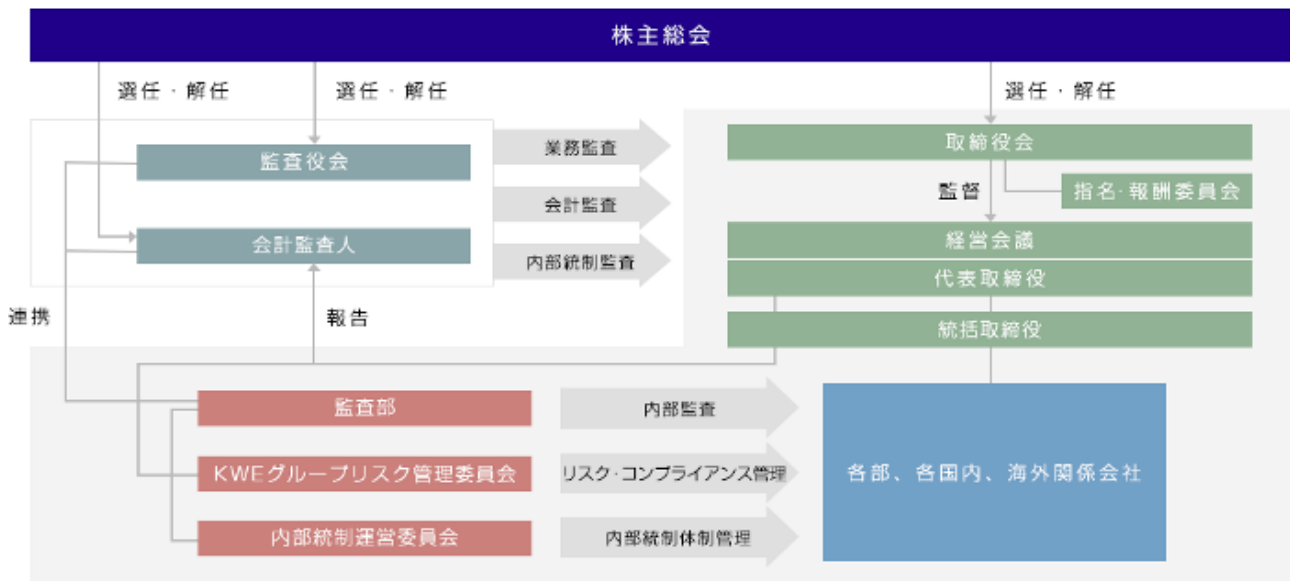 株主総会
選任・解任
選任・解任
選任・解任
監査役会
業務監査
取締役会
監督
指名・報酬委員会
会計監査
会計監査人
経営会議
内部統制監査
代表取締役
連携
報告
統括取締役
監査部
内部監査
KWEグループリスク管理委員会
リスク・コンプライアンス管理
各部、各国内、海外関係会社
内部統制運営委員会
内部統制体制管理